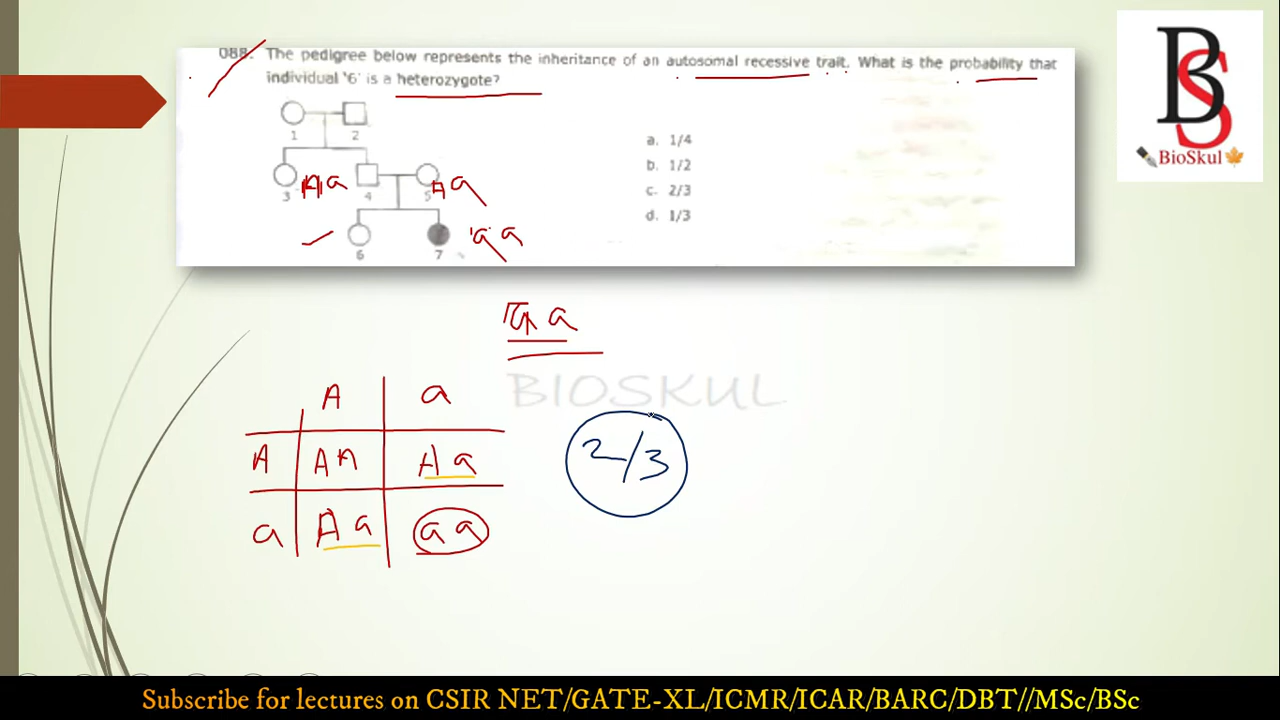 088. The pedigree below represents the inheritance of an autosomal recessive trait. What is the probability that
individual '6' is a heterozygote?
1 2
a. 1/4
b. 1/2
c. 2/3
d. 1/3
3 Aa 4 5 Aa
6 7 aa
BS
BioSkul
aa
BIOSKUL
A a
A AA Aa
a Aa aa
2/3
Subscribe for lectures on CSIR NET/GATE-XL/ICMR/ICAR/BARC/DBT//MSc/BSc